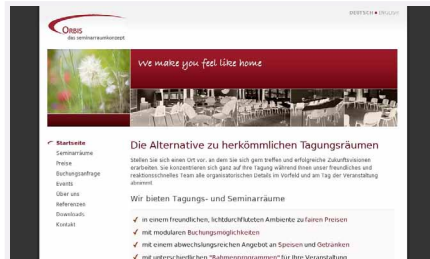 DEUTSCH • ENGLISH
ORBIS
das seminarraumkonzept
We make you feel like home
Startseite
Seminarräume
Preise
Buchungsanfrage
Events
Über uns
Referenzen
Downloads
Kontakt
Die Alternative zu herkömmlichen Tagungsräumen
Stellen Sie sich einen Ort vor, an dem Sie sich gern treffen und erfolgreiche Zukunftsvisionen
erarbeiten. Sie konzentrieren sich ganz auf Ihre Tagung während Ihnen unser freundliches und
reaktionsschnelles Team alle organisatorischen Details im Vorfeld und am Tag der Veranstaltung
abnimmt
Wir bieten Tagungs- und Seminarräume
in einem freundlichen, lichtdurchfluteten Ambiente zu fairen Preisen
mit modularen Buchungsmöglichkeiten
mit einem abwechslungsreichen Angebot an Speisen und Getränken
mit unterschiedlichen "Rahmenprogrammen" für Ihre Veranstaltung